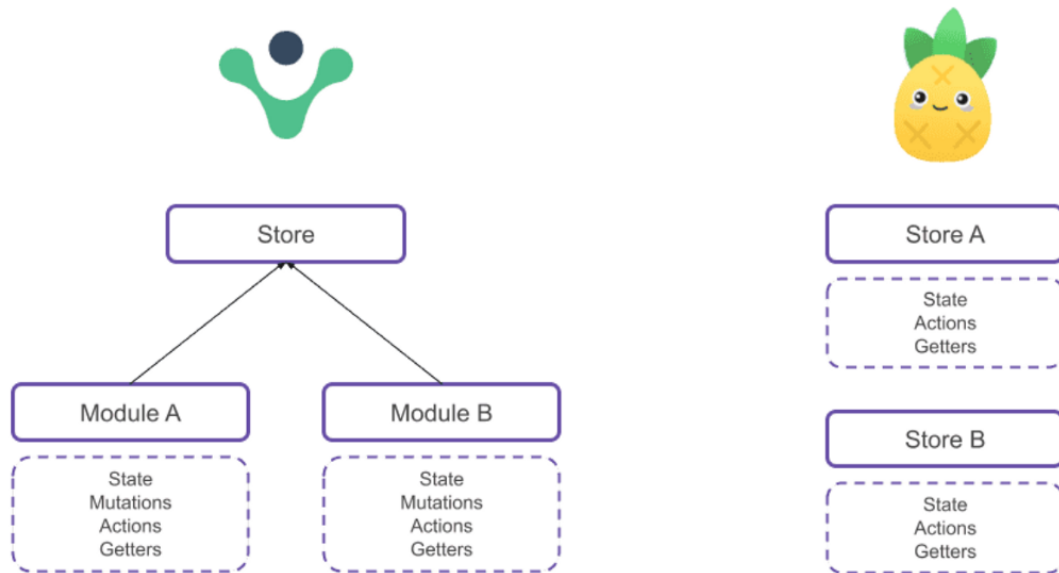 Store
Module A
State
Mutations
Actions
Getters
Module B
State
Mutations
Actions
Getters
Store A
State
Actions
Getters
Store B
State
Actions
Getters